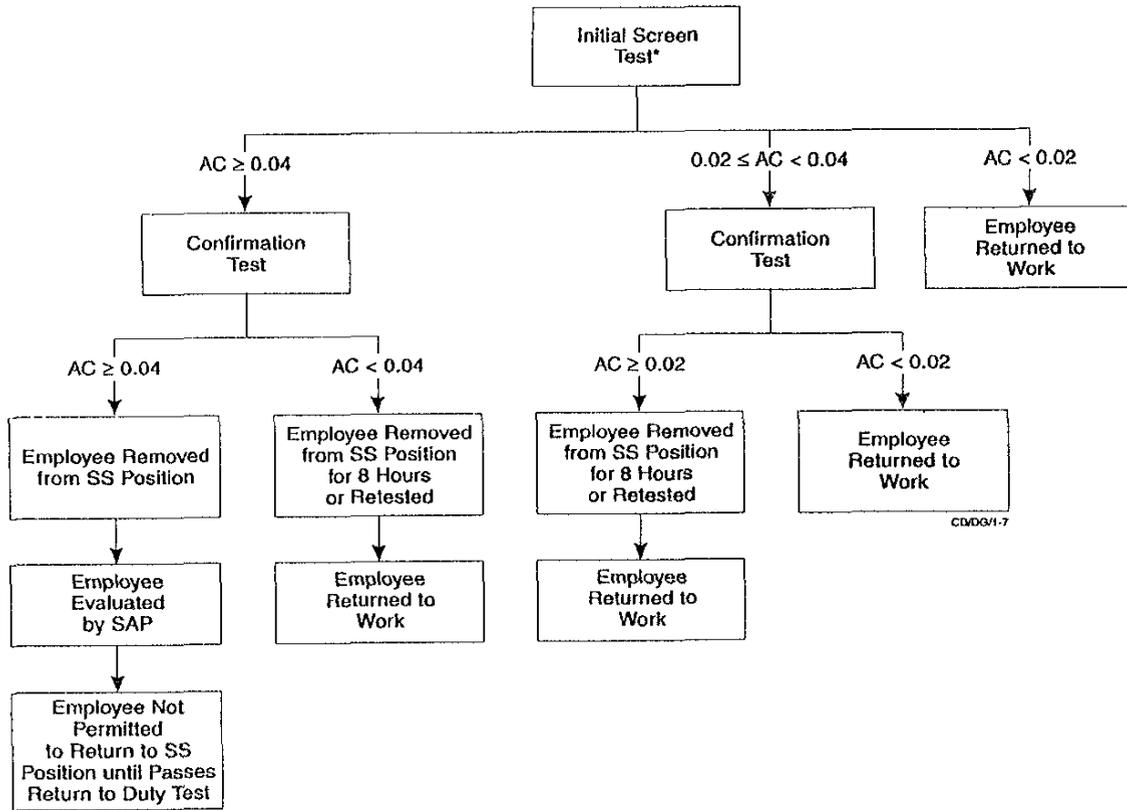 Initial Screen
Test*
AC ≥ 0.04
0.02 ≤ AC < 0.04
AC < 0.02
Confirmation
Test
Confirmation
Test
Employee
Returned to
Work
AC ≥ 0.04
AC < 0.04
AC ≥ 0.02
AC < 0.02
Employee Removed
from SS Position
Employee Removed
from SS Position
for 8 Hours
or Retested
Employee Removed
from SS Position
for 8 Hours
or Retested
Employee
Returned to
Work
CD/DG/1-7
Employee
Evaluated
by SAP
Employee
Returned to
Work
Employee
Returned to
Work
Employee Not
Permitted
to Return to SS
Position until Passes
Return to Duty Test